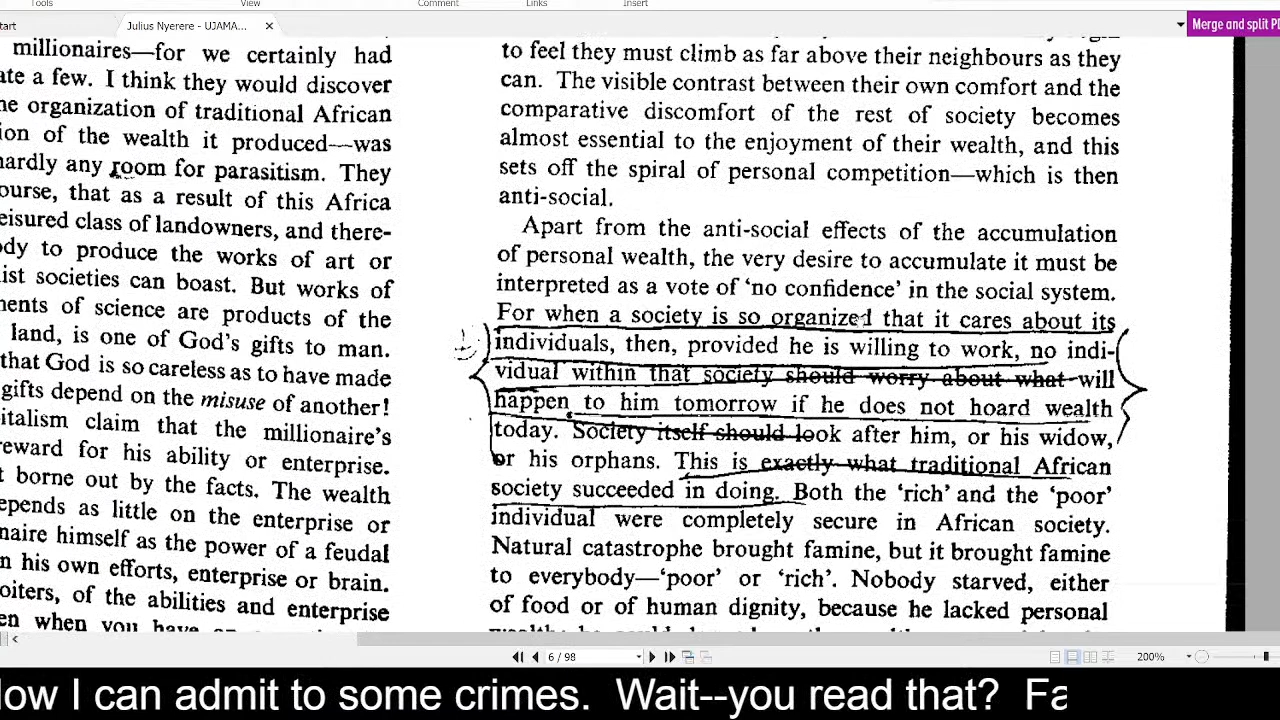 Tools View Comment Links Insert
tart Julius Nyerere - UJAMA... × Merge and split PD
millionaires—for we certainly had
ate a few. I think they would discover
ne organization of traditional African
ion of the wealth it produced—was
hardly any room for parasitism. They
ourse, that as a result of this Africa
eisured class of landowners, and there-
ody to produce the works of art or
list societies can boast. But works of
ments of science are products of the
land, is one of God's gifts to man.
that God is so careless as to have made
gifts depend on the misuse of another!
pitalism claim that the millionaire's
reward for his ability or enterprise.
t borne out by the facts. The wealth
epends as little on the enterprise or
naire himself as the power of a feudal
n his own efforts, enterprise or brain.
oiters, of the abilities and enterprise
en when you have
to feel they must climb as far above their neighbours as they
can. The visible contrast between their own comfort and the
comparative discomfort of the rest of society becomes
almost essential to the enjoyment of their wealth, and this
sets off the spiral of personal competition—which is then
anti-social.
Apart from the anti-social effects of the accumulation
of personal wealth, the very desire to accumulate it must be
interpreted as a vote of 'no confidence' in the social system.
For when a society is so organized that it cares about its
individuals, then, provided he is willing to work, no indi-
vidual within that society should worry about what will
happen to him tomorrow if he does not hoard wealth
today. Society itself should look after him, or his widow,
or his orphans. This is exactly what traditional African
society succeeded in doing. Both the 'rich' and the 'poor'
individual were completely secure in African society.
Natural catastrophe brought famine, but it brought famine
to everybody—'poor' or 'rich'. Nobody starved, either
of food or of human dignity, because he lacked personal
6 / 98 200%
Now I can admit to some crimes. Wait--you read that? Fa